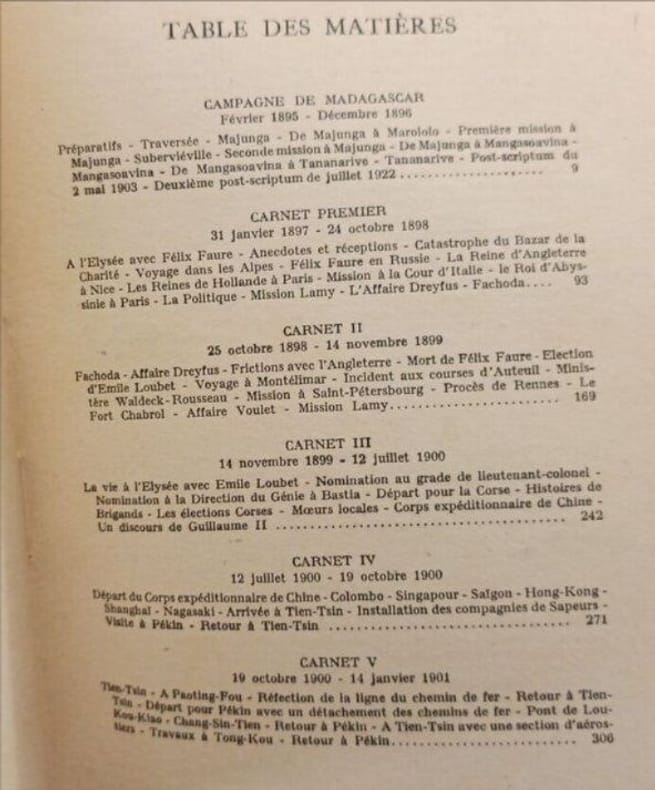 TABLE DES MATIÈRES
CAMPAGNE DE MADAGASCAR
Février 1895 - Décembre 1896
Préparatifs - Traversée - Majunga - De Majunga à Marololo - Première mission à
Majunga - Suberviéville - Seconde mission à Majunga - De Majunga à Mangasoavina -
Mangasoavina - De Mangasoavina à Tananarive - Tananarive - Post-scriptum du
2 mai 1903 - Deuxième post-scriptum de juillet 1922 .................. 9
CARNET PREMIER
31 janvier 1897 - 24 octobre 1898
A l'Elysée avec Félix Faure - Anecdotes et réceptions - Catastrophe du Bazar de la
Charité - Voyage dans les Alpes - Félix Faure en Russie - La Reine d'Angleterre
à Nice - Les Reines de Hollande à Paris - Mission à la Cour d'Italie - le Roi d'Abys-
sinie à Paris - La Politique - Mission Lamy - L'Affaire Dreyfus - Fachoda.... 93
CARNET II
25 octobre 1898 - 14 novembre 1899
Fachoda - Affaire Dreyfus - Frictions avec l'Angleterre - Mort de Félix Faure - Election
d'Emile Loubet - Voyage à Montélimar - Incident aux courses d'Auteuil - Minis-
tère Waldeck-Rousseau - Mission à Saint-Pétersbourg - Procès de Rennes - Le
Fort Chabrol - Affaire Voulet - Mission Lamy......................... 169
CARNET III
14 novembre 1899 - 12 juillet 1900
La vie à l'Elysée avec Emile Loubet - Nomination au grade de lieutenant-colonel -
Nomination à la Direction du Génie à Bastia - Départ pour la Corse - Histoires de
Brigands - Les élections Corses - Mœurs locales - Corps expéditionnaire de Chine -
Un discours de Guillaume II ........................................ 242
CARNET IV
12 juillet 1900 - 19 octobre 1900
Départ du Corps expéditionnaire de Chine - Colombo - Singapour - Saïgon - Hong-Kong -
Shanghaï - Nagasaki - Arrivée à Tien-Tsin - Installation des compagnies de Sapeurs -
Visite à Pékin - Retour à Tien-Tsin ................................. 271
CARNET V
19 octobre 1900 - 14 janvier 1901
Tien-Tsin - A Paoting-Fou - Réfection de la ligne du chemin de fer - Retour à Tien-
Tsin - Départ pour Pékin avec un détachement des chemins de fer - Pont de Lou-
Kou-Kiao - Chang-Sin-Tien - Retour à Pékin - A Tien-Tsin avec une section d'aéros-
tiers - Travaux à Tong-Kou - Retour à Pékin.......................... 306